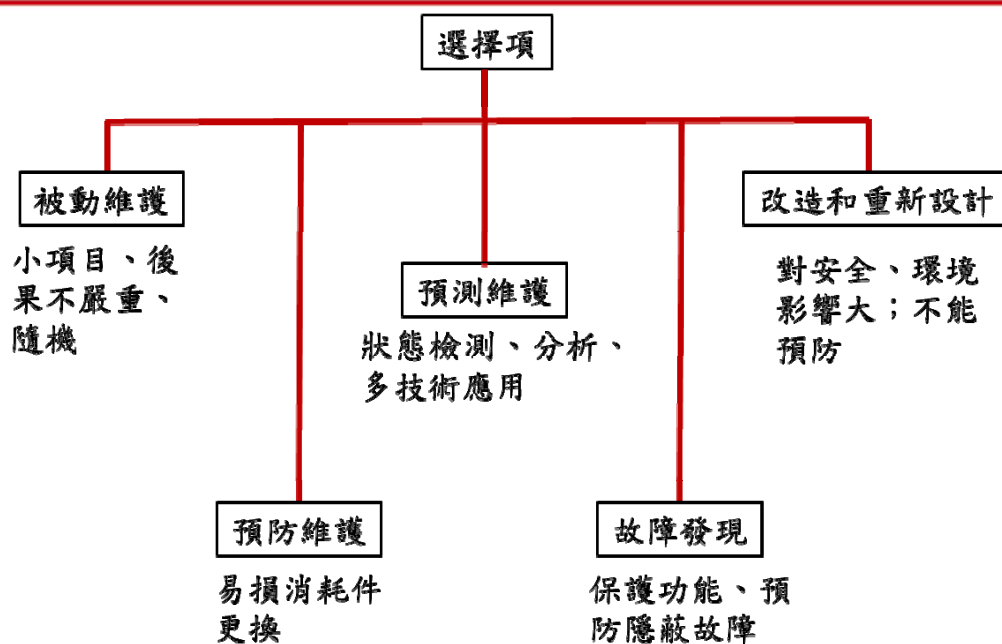 選擇項
被動維護
小項目、後
果不嚴重、
隨機
預防維護
易損消耗件
更換
預測維護
狀態檢測、分析、
多技術應用
故障發現
保護功能、預
防隱蔽故障
改造和重新設計
對安全、環境
影響大；不能
預防